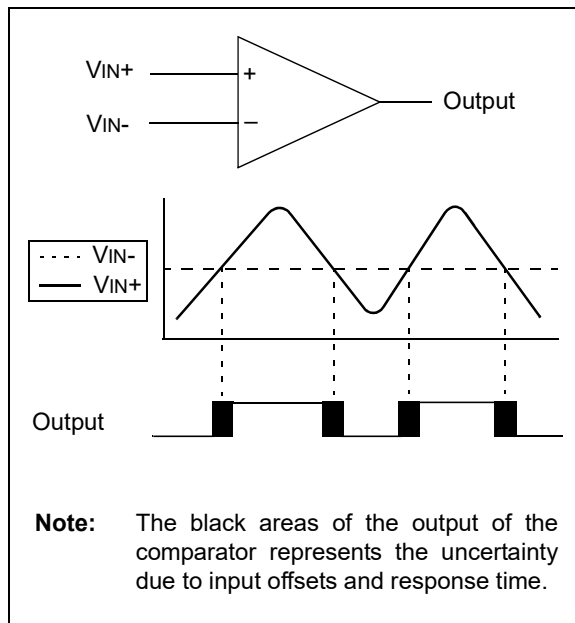 VIN+
+
Output
VIN-
–
VIN-
VIN+
Output
Note: The black areas of the output of the
comparator represents the uncertainty
due to input offsets and response time.